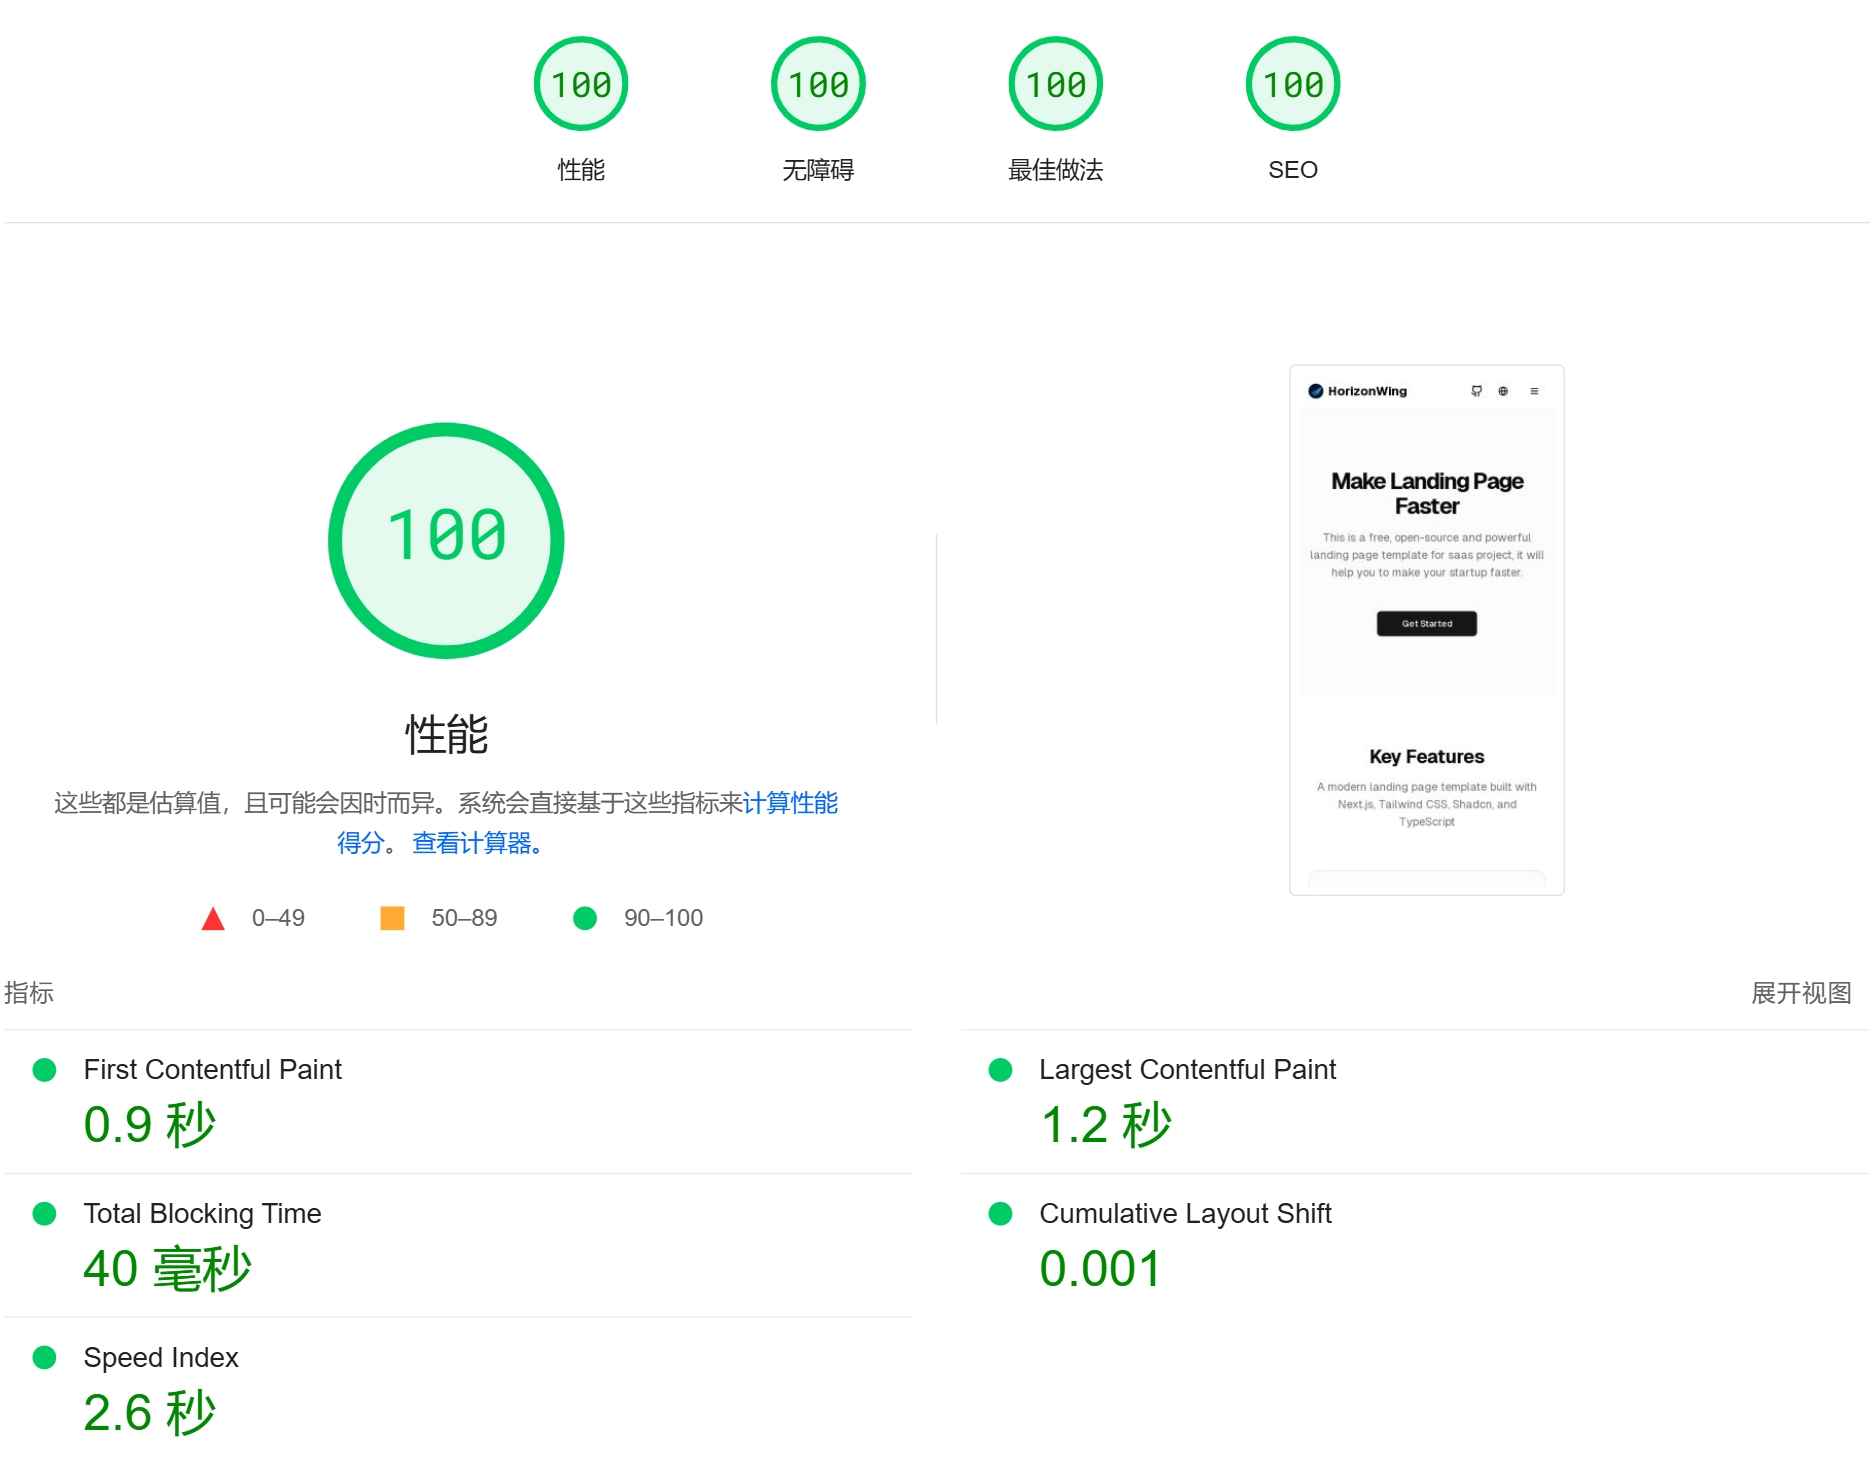 100
100
100
100
性能
无障碍
最佳做法
SEO
100
性能
这些都是估算值，且可能会因时而异。系统会直接基于这些指标来计算性能
得分。 查看计算器。
0–49
50–89
90–100
HorizonWing
Make Landing Page
Faster
This is a free, open-source and powerful
landing page template for saas project, it will
help you to make your startup faster.
Get Started
Key Features
A modern landing page template built with
Next.js, Tailwind CSS, Shadcn, and
TypeScript
指标
展开视图
First Contentful Paint
0.9 秒
Largest Contentful Paint
1.2 秒
Total Blocking Time
40 毫秒
Cumulative Layout Shift
0.001
Speed Index
2.6 秒